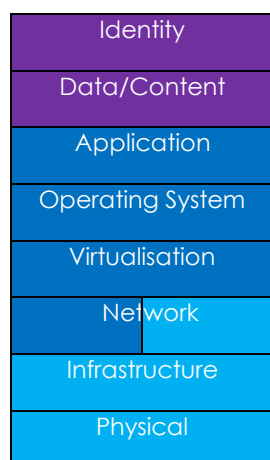 Identity
Data/Content
Application
Operating System
Virtualisation
Network
Infrastructure
Physical